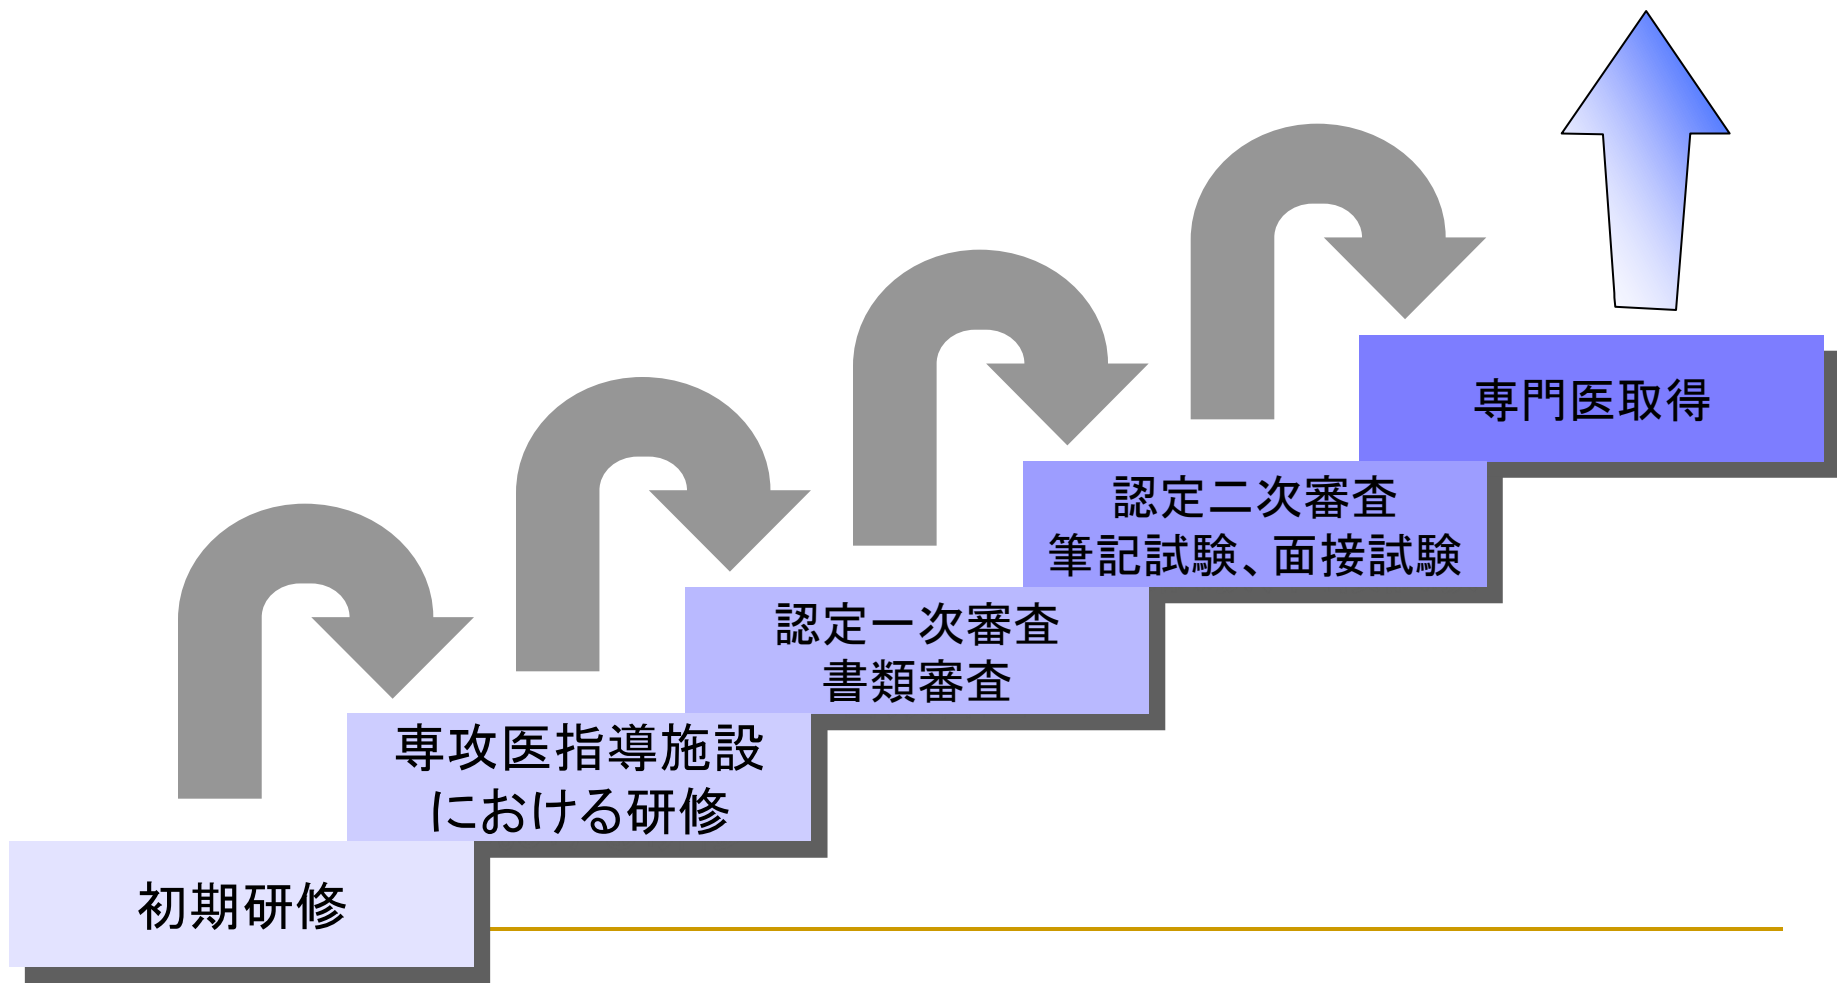 専門医取得
認定二次審査
筆記試験、面接試験
認定一次審査
書類審査
専攻医指導施設
における研修
初期研修